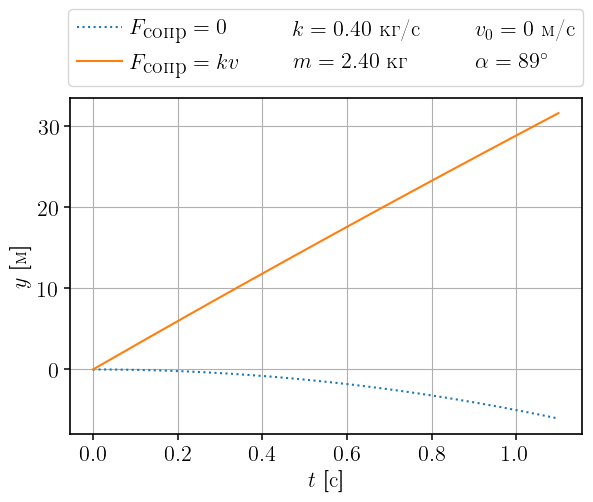 F_сопр = 0 k = 0.40 кг/с v_0 = 0 м/с
F_сопр = kv m = 2.40 кг α = 89°
30
20
10
0
y [м]
0.0 0.2 0.4 0.6 0.8 1.0
t [с]